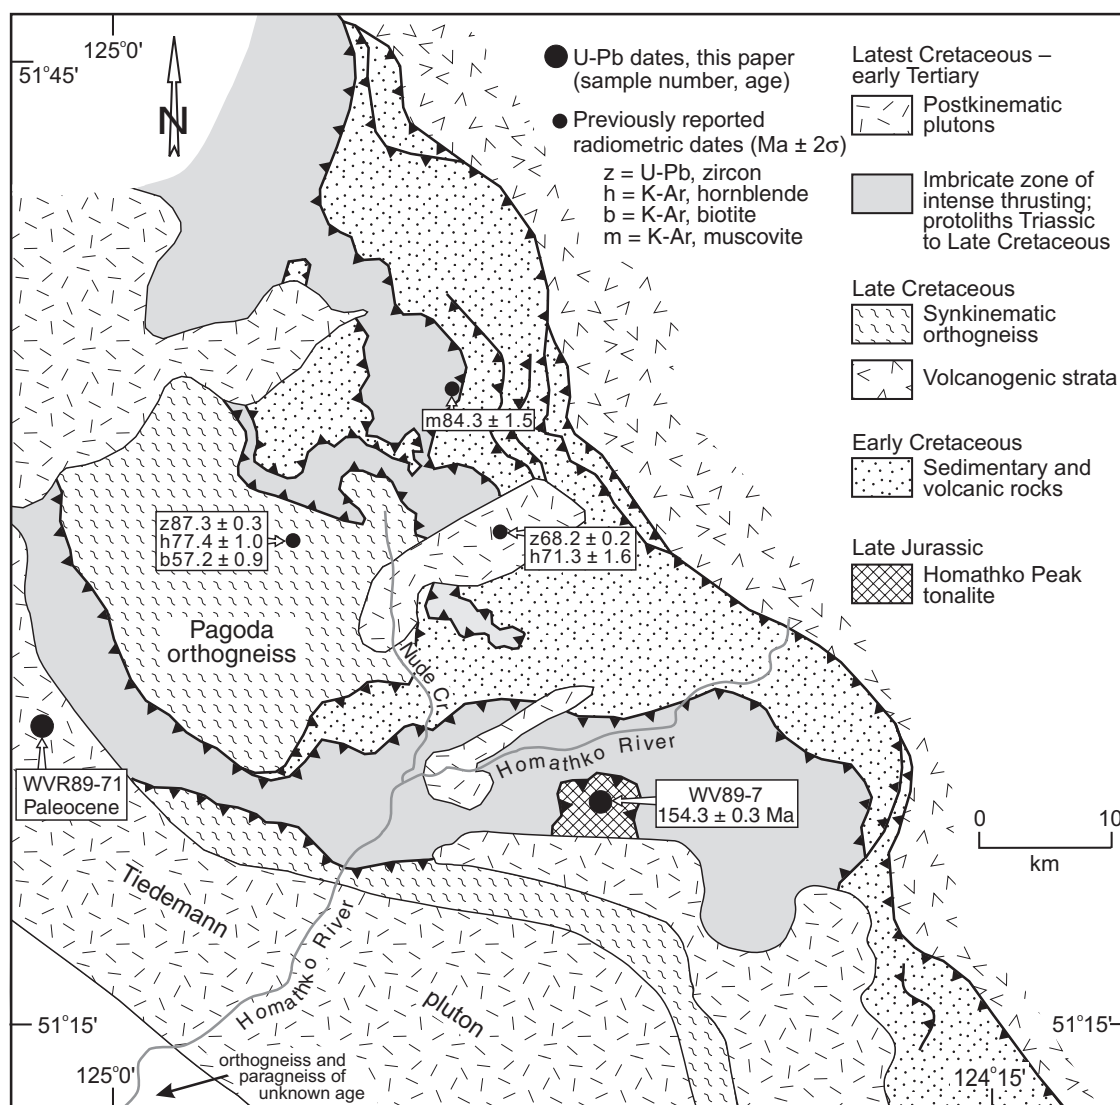 125°0'
51°45'
N
U-Pb dates, this paper
(sample number, age)
Previously reported
radiometric dates (Ma ± 2σ)
z = U-Pb, zircon
h = K-Ar, hornblende
b = K-Ar, biotite
m = K-Ar, muscovite
Latest Cretaceous –
early Tertiary
Postkinematic
plutons
Imbricate zone of
intense thrusting;
protoliths Triassic
to Late Cretaceous
Late Cretaceous
Synkinematic
orthogneiss
Volcanogenic strata
Early Cretaceous
Sedimentary and
volcanic rocks
Late Jurassic
Homathko Peak
tonalite
m84.3 ± 1.5
z87.3 ± 0.3
h77.4 ± 1.0
b57.2 ± 0.9
z68.2 ± 0.2
h71.3 ± 1.6
Pagoda
orthogneiss
Nude Cr.
Homathko River
WVR89-71
Paleocene
WV89-7
154.3 ± 0.3 Ma
0 10
km
Tiedemann
pluton
Homathko River
51°15'
51°15'
125°0'
124°15'
orthogneiss and
paragneiss of
unknown age